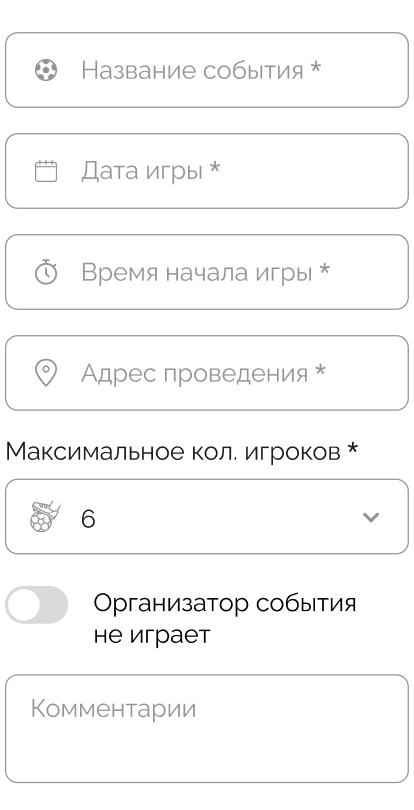 Название события *
Дата игры *
Время начала игры *
Адрес проведения *
Максимальное кол. игроков *
6
Организатор события
не играет
Комментарии